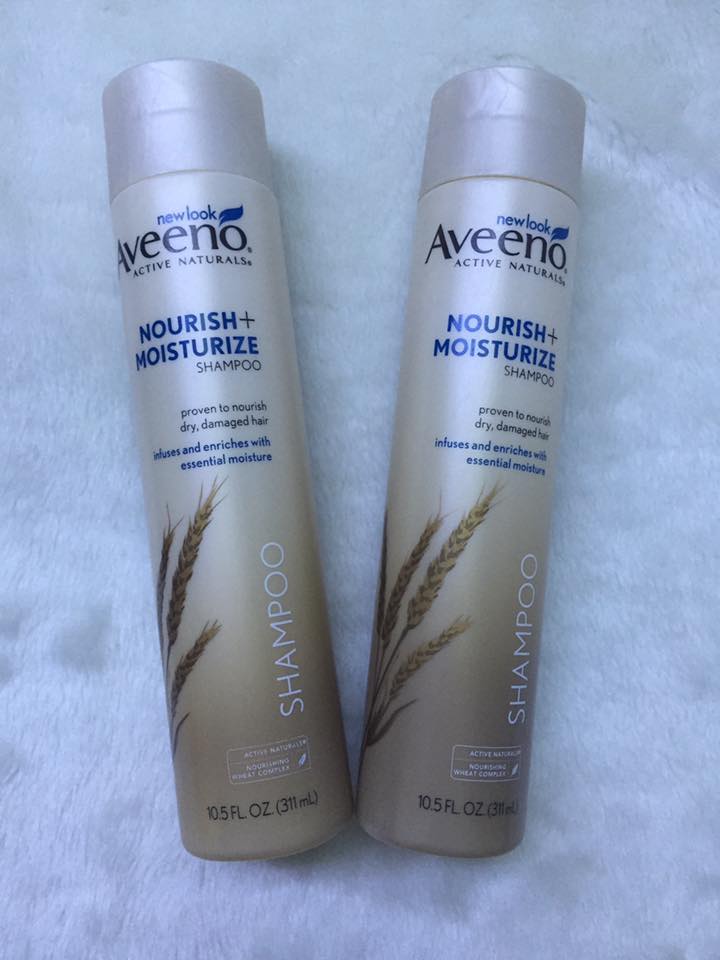 new look
Aveeno®
ACTIVE NATURALS®
NOURISH+
MOISTURIZE
SHAMPOO
proven to nourish
dry, damaged hair
infuses and enriches with
essential moisture
SHAMPOO
ACTIVE NATURALS®
NOURISHING
WHEAT COMPLEX
10.5 FL. OZ. (311 mL)
new look
Aveeno®
ACTIVE NATURALS®
NOURISH+
MOISTURIZE
SHAMPOO
proven to nourish
dry, damaged hair
infuses and enriches with
essential moisture
SHAMPOO
ACTIVE NATURALS®
NOURISHING
WHEAT COMPLEX
10.5 FL. OZ. (311 mL)